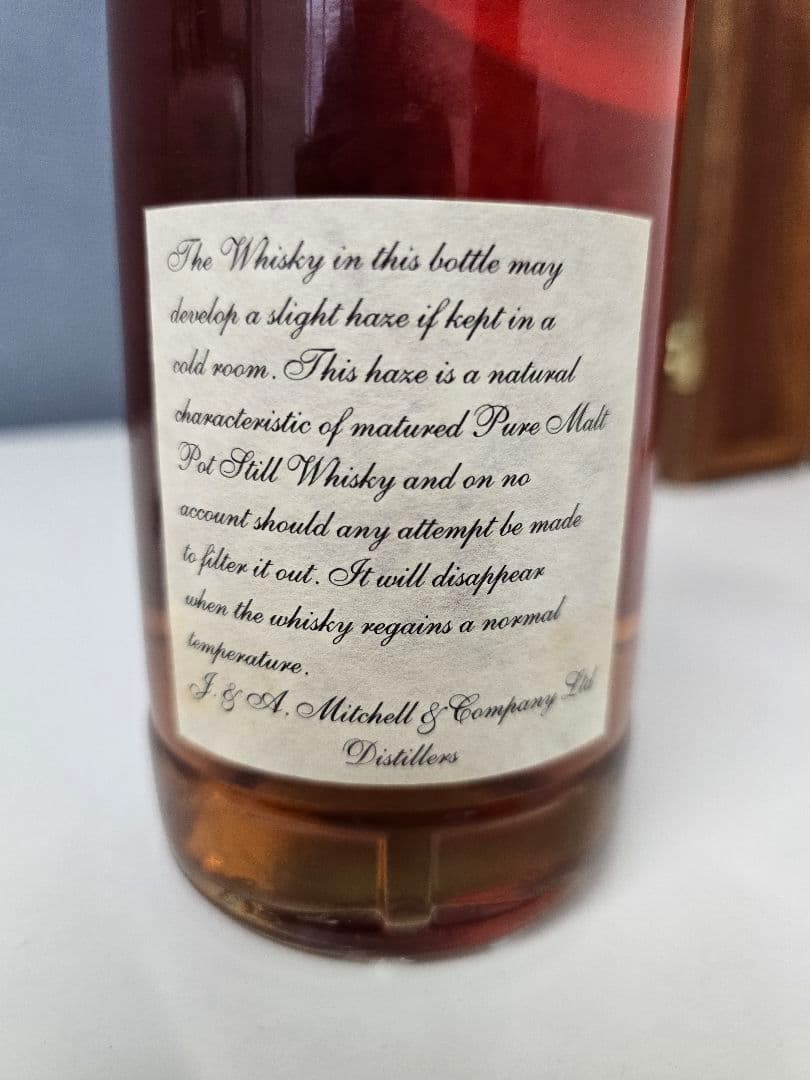 The Whisky in this bottle may
develop a slight haze if kept in a
cold room. This haze is a natural
characteristic of matured Pure Malt
Pot Still Whisky and on no
account should any attempt be made
to filter it out. It will disappear
when the whisky regains a normal
temperature.
J. & A. Mitchell & Company Ltd
Distillers